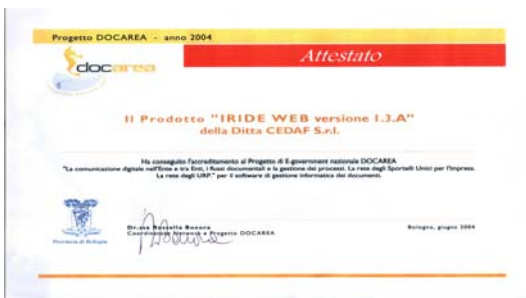 Progetto DOCAREA - anno 2004
Attestato
docarea
Il Prodotto "IRIDE WEB versione 1.3.A"
della Ditta CEDAF S.r.l.
Ha conseguito l'accreditamento al Progetto di E-government nazionale DOCAREA
"La comunicazione digitale nell'Ente e tra Enti, i flussi documentali e la gestione dei processi. La rete degli Sportelli Unici per l'Impresa.
La rete degli URP." per il software di gestione informatica dei documenti.
Dr.ssa Rossella Bonora
Coordinatore Network e Progetto DOCAREA
Bologna, giugno 2004
Provincia di Bologna